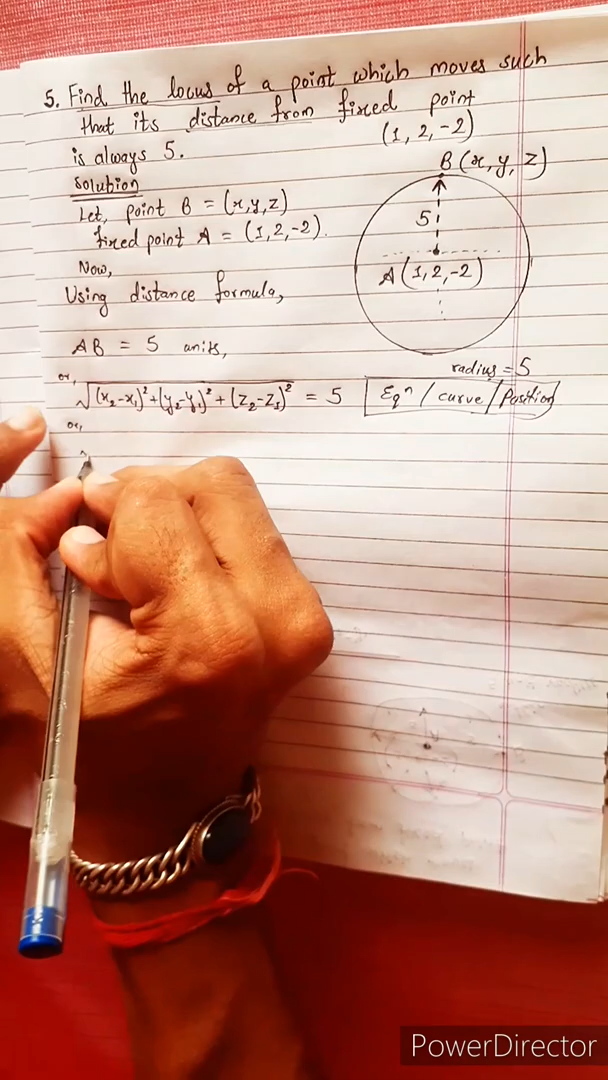 5. Find the locus of a point which moves such
that its distance from fixed point
(1, 2, -2)
is always 5.
Solution
Let, point B = (x,y,z)
fixed point A = (1,2,-2).
Now,
Using distance formula,
AB = 5 units,
or,
√(x₂-x₁)²+(y₂-y₁)²+(z₂-z₁)² = 5
or,
B(x,y,z)
5
A(1,2,-2)
radius = 5
Eqⁿ / curve / Position
PowerDirector